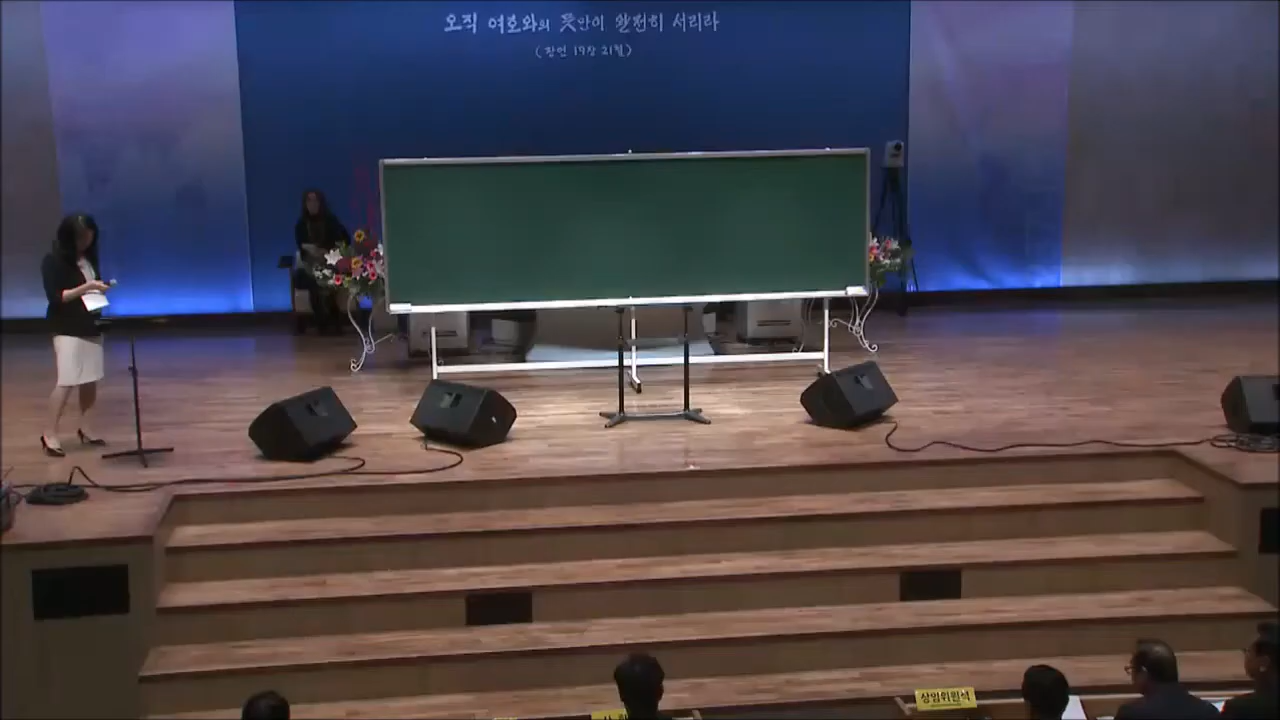 오직 여호와의 뜻만이 완전히 서리라
(잠언 19장 21절)
상임위원석